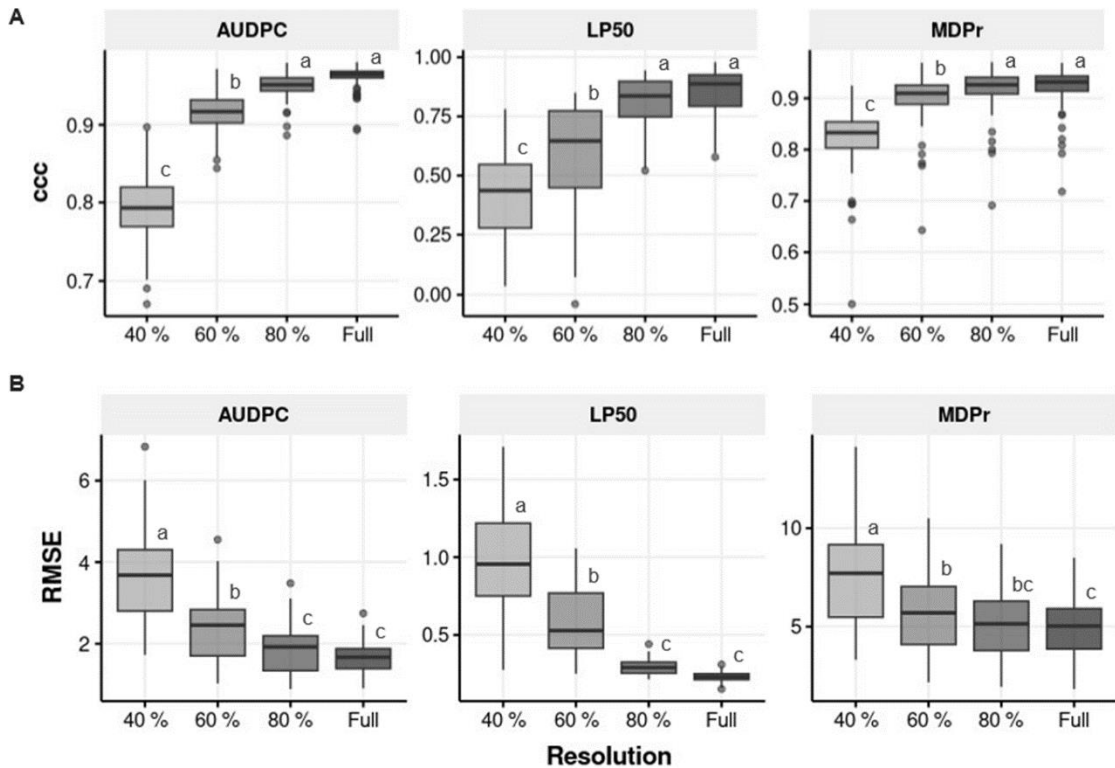 A
AUDPC
LP50
MDPr
ccc
0.9
0.8
0.7
c
b
a
a
40 %
60 %
80 %
Full
1.00
0.75
0.50
0.25
0.00
c
b
a
a
40 %
60 %
80 %
Full
0.9
0.8
0.7
0.6
0.5
c
b
a
a
40 %
60 %
80 %
Full
B
AUDPC
LP50
MDPr
RMSE
6
4
2
a
b
c
c
40 %
60 %
80 %
Full
1.5
1.0
0.5
a
b
c
c
40 %
60 %
80 %
Full
10
5
a
b
bc
c
40 %
60 %
80 %
Full
Resolution